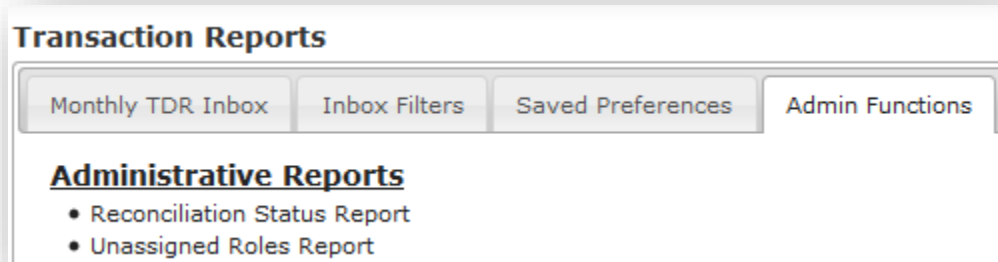 Transaction Reports
Monthly TDR Inbox Inbox Filters Saved Preferences Admin Functions
Administrative Reports
• Reconciliation Status Report
• Unassigned Roles Report